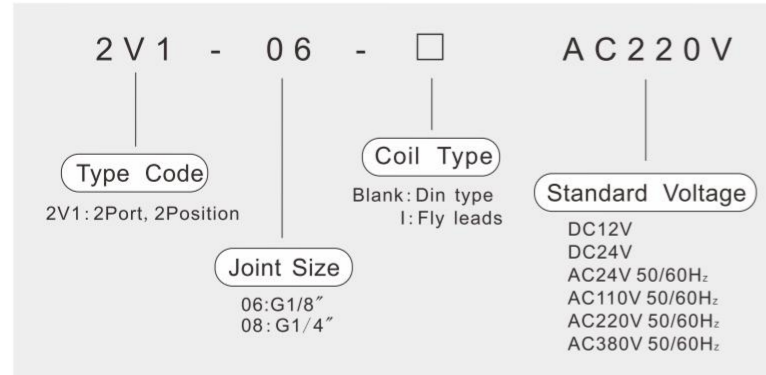 2V1 - 06 - □ AC220V
Type Code
2V1: 2Port, 2Position
Joint Size
06:G1/8″
08:G1/4″
Coil Type
Blank: Din type
I: Fly leads
Standard Voltage
DC12V
DC24V
AC24V 50/60Hz
AC110V 50/60Hz
AC220V 50/60Hz
AC380V 50/60Hz